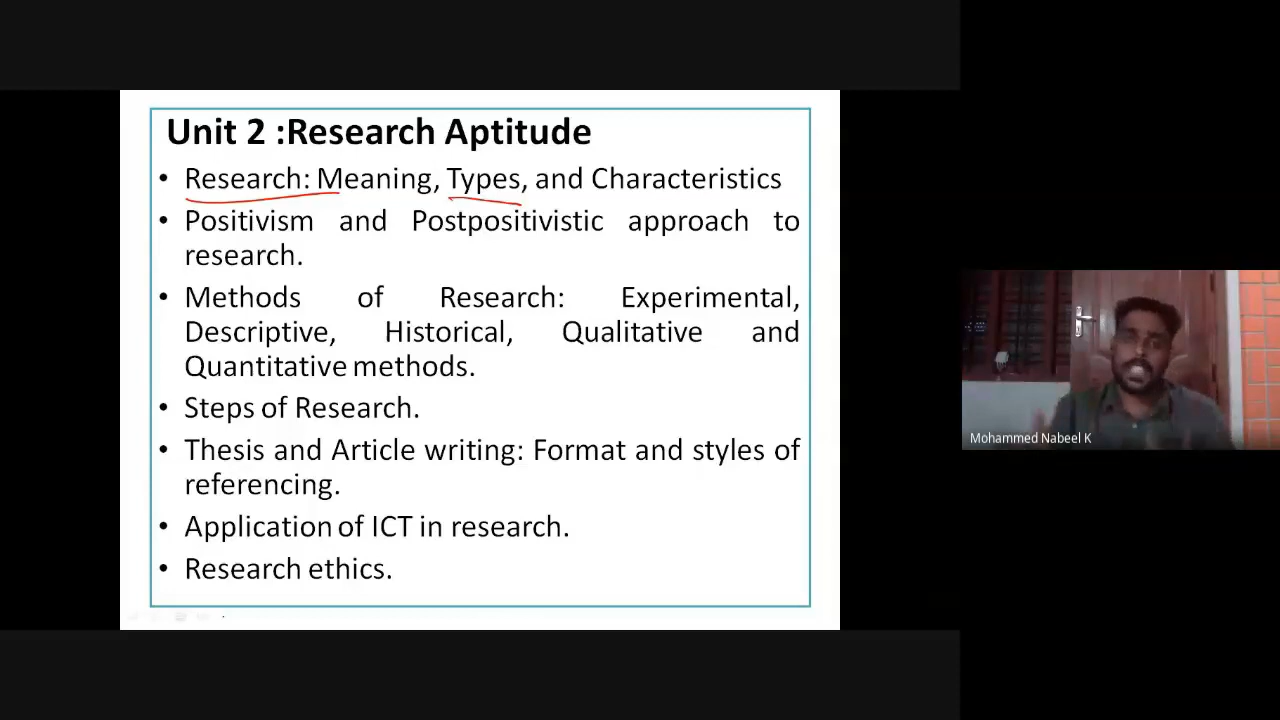 Unit 2 :Research Aptitude
• Research: Meaning, Types, and Characteristics
• Positivism and Postpositivistic approach to
research.
• Methods of Research: Experimental,
Descriptive, Historical, Qualitative and
Quantitative methods.
• Steps of Research.
• Thesis and Article writing: Format and styles of
referencing.
• Application of ICT in research.
• Research ethics.
Mohammed Nabeel K